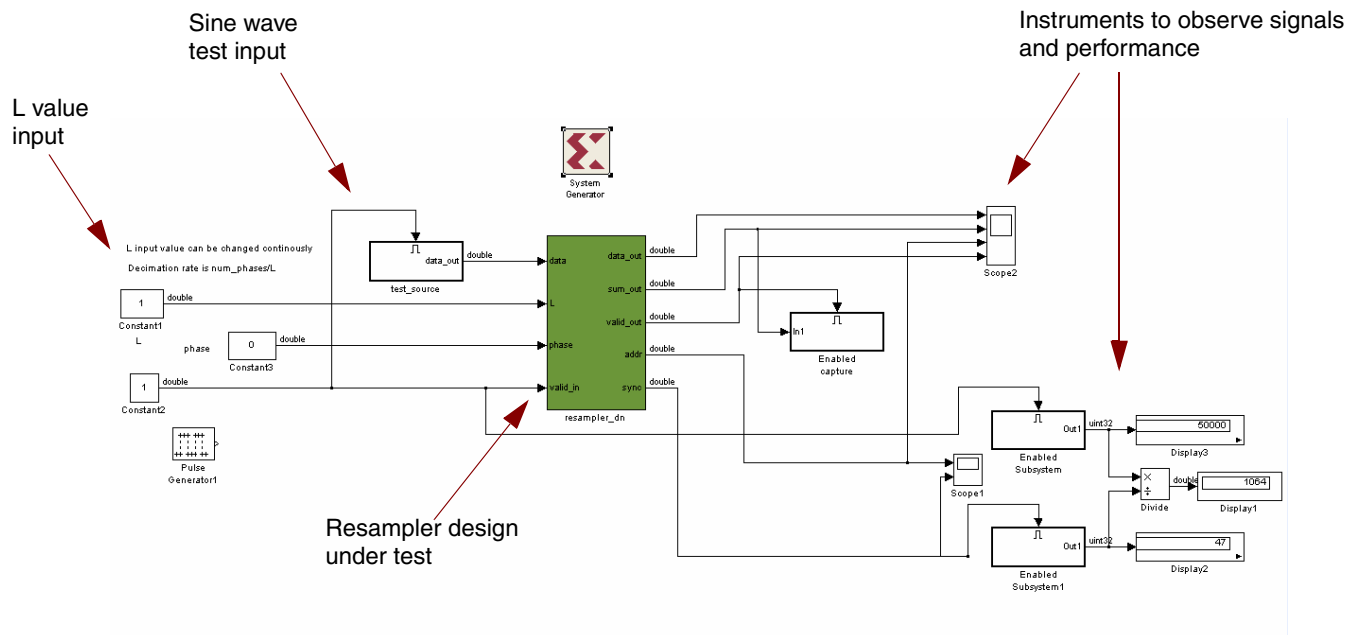 Sine wave
test input
Instruments to observe signals
and performance
L value
input
System
Generator
L input value can be changed continously
Decimation rate is num_phases/L
data_out
double
test_source
1
double
Constant1
L
phase
0
double
Constant3
1
double
Constant2
Pulse
Generator1
data
L
phase
valid_in
data_out
sum_out
valid_out
addr
sync
double
double
double
double
double
resampler_dn
Scope2
In1
Enabled
capture
Out1
uint32
Enabled
Subsystem
50000
Display3
Scope1
×
÷
Divide
double
1064
Display1
Out1
uint32
Enabled
Subsystem1
47
Display2
Resampler design
under test